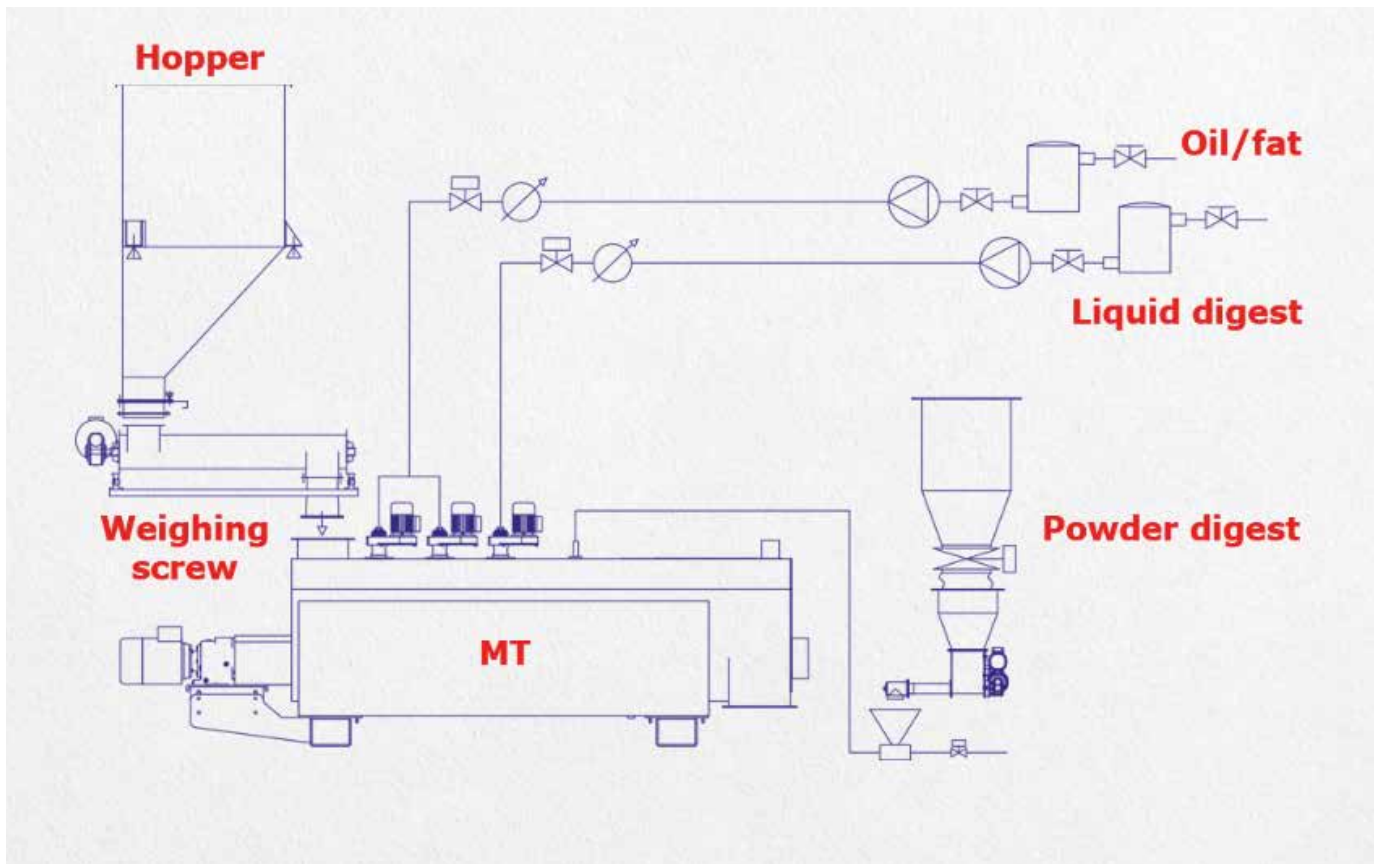 Hopper
Oil/fat
Liquid digest
Weighing
screw
Powder digest
MT